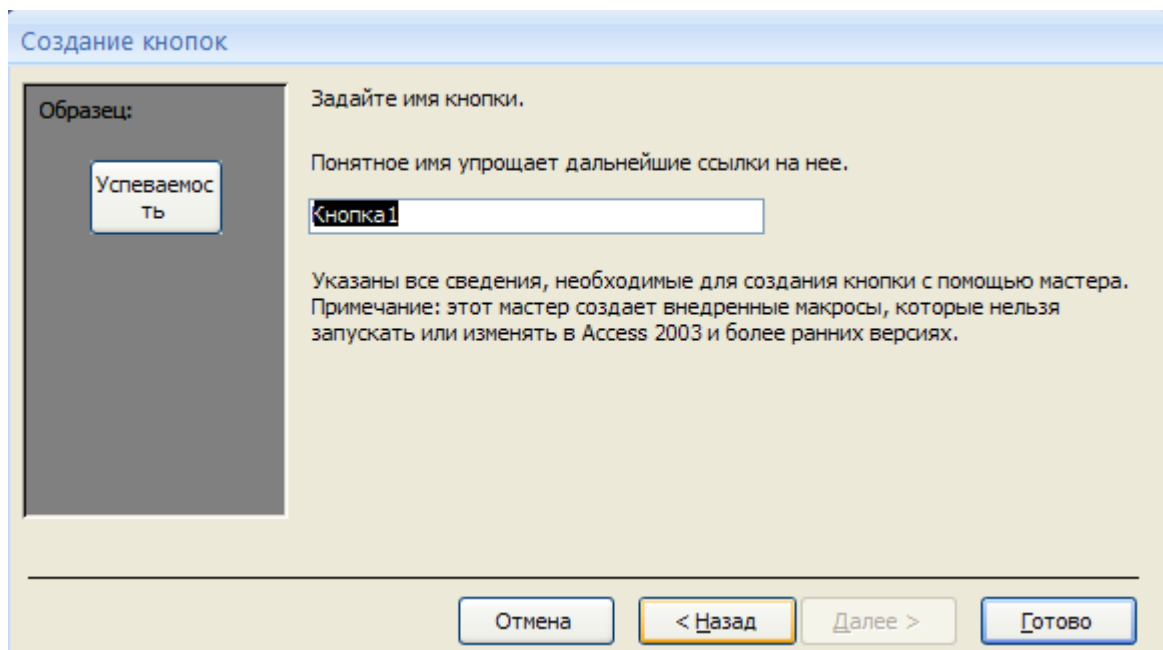 Создание кнопок
Образец:
Успеваемос
ть
Задайте имя кнопки.
Понятное имя упрощает дальнейшие ссылки на нее.
Кнопка1
Указаны все сведения, необходимые для создания кнопки с помощью мастера.
Примечание: этот мастер создает внедренные макросы, которые нельзя
запускать или изменять в Access 2003 и более ранних версиях.
Отмена
< Назад
Далее >
Готово